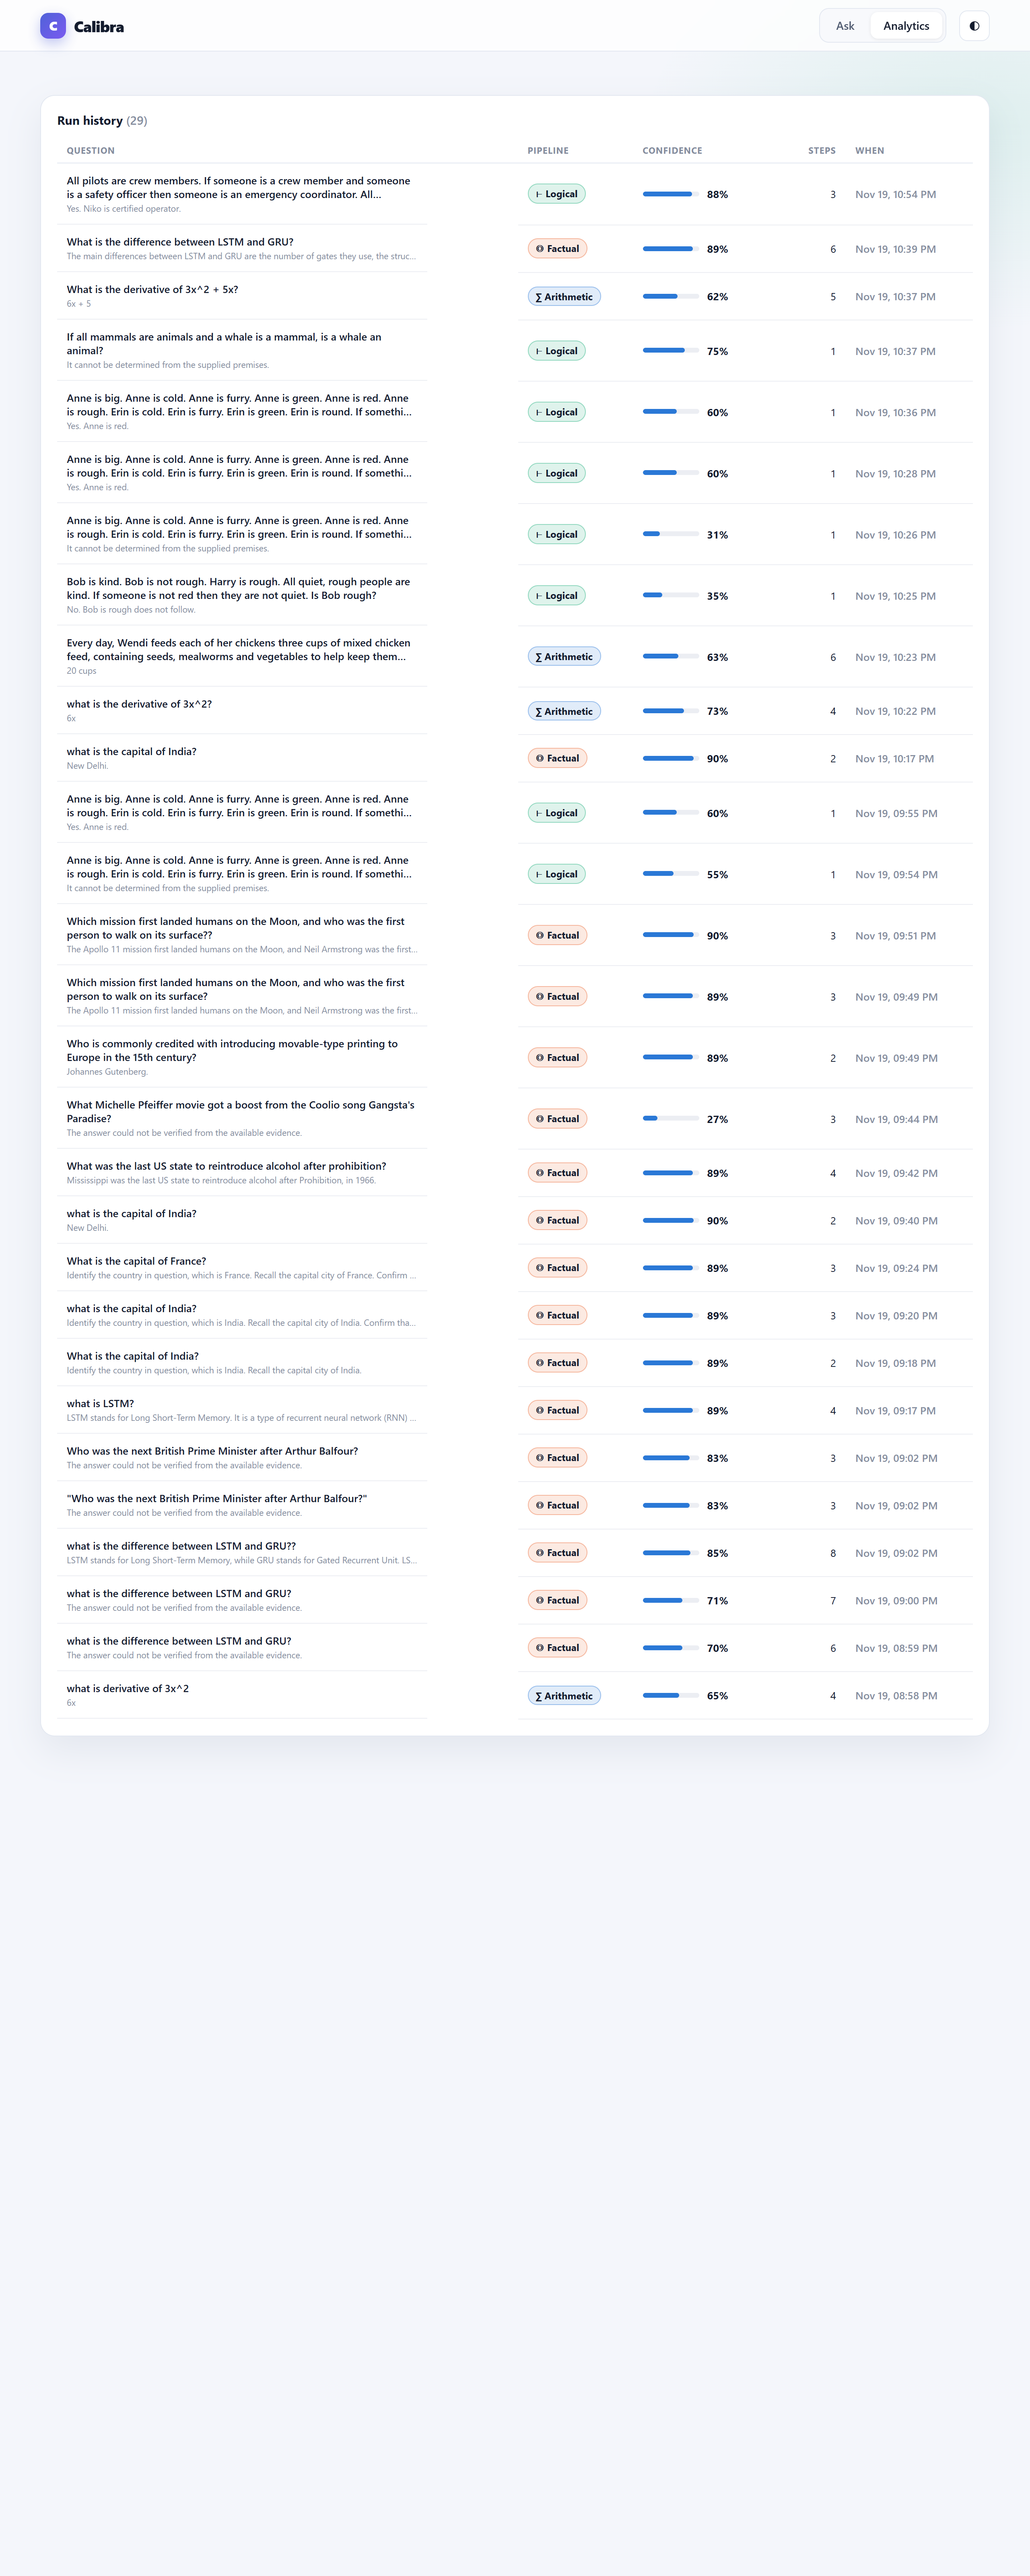 C Calibra Ask Analytics
Run history (29)
QUESTION PIPELINE CONFIDENCE STEPS WHEN
All pilots are crew members. If someone is a crew member and someone
is a safety officer then someone is an emergency coordinator. All...
Yes. Niko is certified operator.
⊢ Logical 88% 3 Nov 19, 10:54 PM
What is the difference between LSTM and GRU?
The main differences between LSTM and GRU are the number of gates they use, the struc...
Factual 89% 6 Nov 19, 10:39 PM
What is the derivative of 3x^2 + 5x?
6x + 5
∑ Arithmetic 62% 5 Nov 19, 10:37 PM
If all mammals are animals and a whale is a mammal, is a whale an
animal?
It cannot be determined from the supplied premises.
⊢ Logical 75% 1 Nov 19, 10:37 PM
Anne is big. Anne is cold. Anne is furry. Anne is green. Anne is red. Anne
is rough. Erin is cold. Erin is furry. Erin is green. Erin is round. If somethi...
Yes. Anne is red.
⊢ Logical 60% 1 Nov 19, 10:36 PM
Anne is big. Anne is cold. Anne is furry. Anne is green. Anne is red. Anne
is rough. Erin is cold. Erin is furry. Erin is green. Erin is round. If somethi...
Yes. Anne is red.
⊢ Logical 60% 1 Nov 19, 10:28 PM
Anne is big. Anne is cold. Anne is furry. Anne is green. Anne is red. Anne
is rough. Erin is cold. Erin is furry. Erin is green. Erin is round. If somethi...
It cannot be determined from the supplied premises.
⊢ Logical 31% 1 Nov 19, 10:26 PM
Bob is kind. Bob is not rough. Harry is rough. All quiet, rough people are
kind. If someone is not red then they are not quiet. Is Bob rough?
No. Bob is rough does not follow.
⊢ Logical 35% 1 Nov 19, 10:25 PM
Every day, Wendi feeds each of her chickens three cups of mixed chicken
feed, containing seeds, mealworms and vegetables to help keep them...
20 cups
∑ Arithmetic 63% 6 Nov 19, 10:23 PM
what is the derivative of 3x^2?
6x
∑ Arithmetic 73% 4 Nov 19, 10:22 PM
what is the capital of India?
New Delhi.
Factual 90% 2 Nov 19, 10:17 PM
Anne is big. Anne is cold. Anne is furry. Anne is green. Anne is red. Anne
is rough. Erin is cold. Erin is furry. Erin is green. Erin is round. If somethi...
Yes. Anne is red.
⊢ Logical 60% 1 Nov 19, 09:55 PM
Anne is big. Anne is cold. Anne is furry. Anne is green. Anne is red. Anne
is rough. Erin is cold. Erin is furry. Erin is green. Erin is round. If somethi...
It cannot be determined from the supplied premises.
⊢ Logical 55% 1 Nov 19, 09:54 PM
Which mission first landed humans on the Moon, and who was the first
person to walk on its surface??
The Apollo 11 mission first landed humans on the Moon, and Neil Armstrong was the first...
Factual 90% 3 Nov 19, 09:51 PM
Which mission first landed humans on the Moon, and who was the first
person to walk on its surface?
The Apollo 11 mission first landed humans on the Moon, and Neil Armstrong was the first...
Factual 89% 3 Nov 19, 09:49 PM
Who is commonly credited with introducing movable-type printing to
Europe in the 15th century?
Johannes Gutenberg.
Factual 89% 2 Nov 19, 09:49 PM
What Michelle Pfeiffer movie got a boost from the Coolio song Gangsta's
Paradise?
The answer could not be verified from the available evidence.
Factual 27% 3 Nov 19, 09:44 PM
What was the last US state to reintroduce alcohol after prohibition?
Mississippi was the last US state to reintroduce alcohol after Prohibition, in 1966.
Factual 89% 4 Nov 19, 09:42 PM
what is the capital of India?
New Delhi.
Factual 90% 2 Nov 19, 09:40 PM
What is the capital of France?
Identify the country in question, which is France. Recall the capital city of France. Confirm ...
Factual 89% 3 Nov 19, 09:24 PM
what is the capital of India?
Identify the country in question, which is India. Recall the capital city of India. Confirm tha...
Factual 89% 3 Nov 19, 09:20 PM
What is the capital of India?
Identify the country in question, which is India. Recall the capital city of India.
Factual 89% 2 Nov 19, 09:18 PM
what is LSTM?
LSTM stands for Long Short-Term Memory. It is a type of recurrent neural network (RNN) ...
Factual 89% 4 Nov 19, 09:17 PM
Who was the next British Prime Minister after Arthur Balfour?
The answer could not be verified from the available evidence.
Factual 83% 3 Nov 19, 09:02 PM
"Who was the next British Prime Minister after Arthur Balfour?"
The answer could not be verified from the available evidence.
Factual 83% 3 Nov 19, 09:02 PM
what is the difference between LSTM and GRU??
LSTM stands for Long Short-Term Memory, while GRU stands for Gated Recurrent Unit. LS...
Factual 85% 8 Nov 19, 09:02 PM
what is the difference between LSTM and GRU?
The answer could not be verified from the available evidence.
Factual 71% 7 Nov 19, 09:00 PM
what is the difference between LSTM and GRU?
The answer could not be verified from the available evidence.
Factual 70% 6 Nov 19, 08:59 PM
what is derivative of 3x^2
6x
∑ Arithmetic 65% 4 Nov 19, 08:58 PM